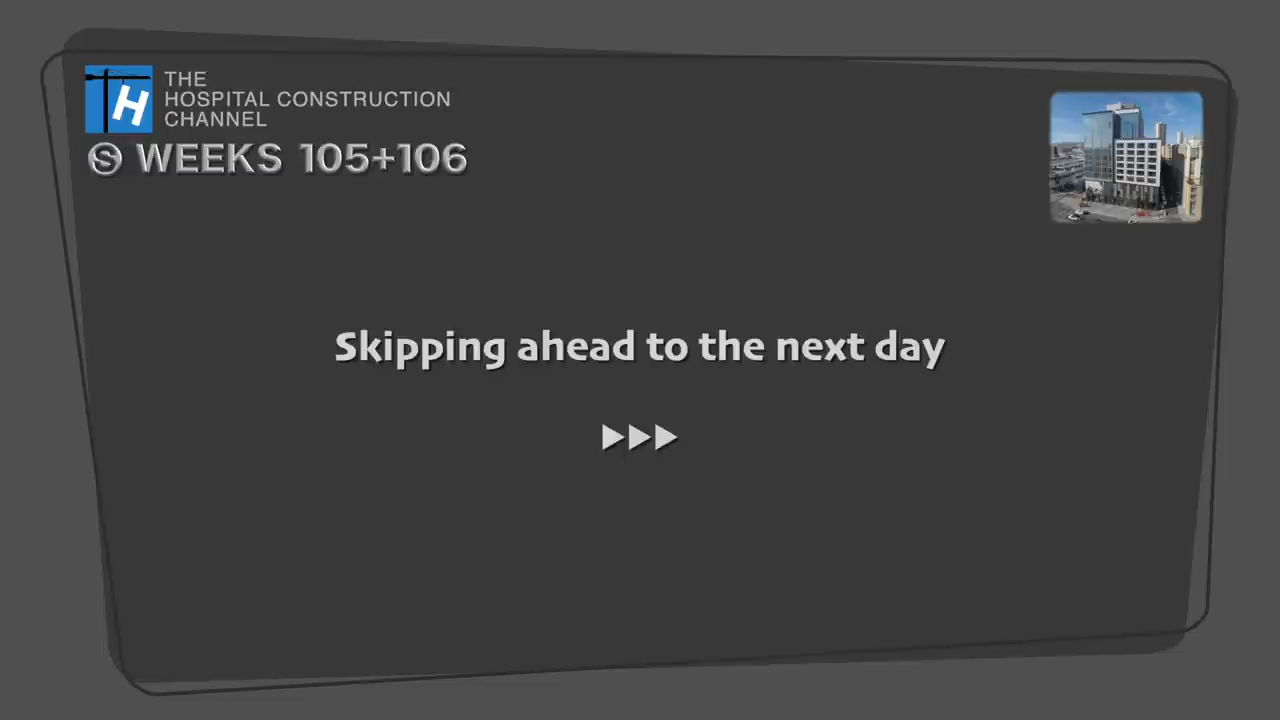 THE
HOSPITAL CONSTRUCTION
CHANNEL
H
S WEEKS 105+106
Skipping ahead to the next day